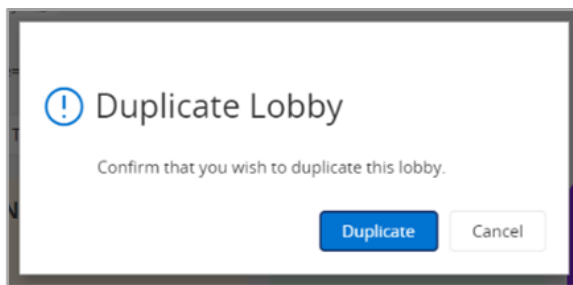 Duplicate Lobby
Confirm that you wish to duplicate this lobby.
Duplicate
Cancel